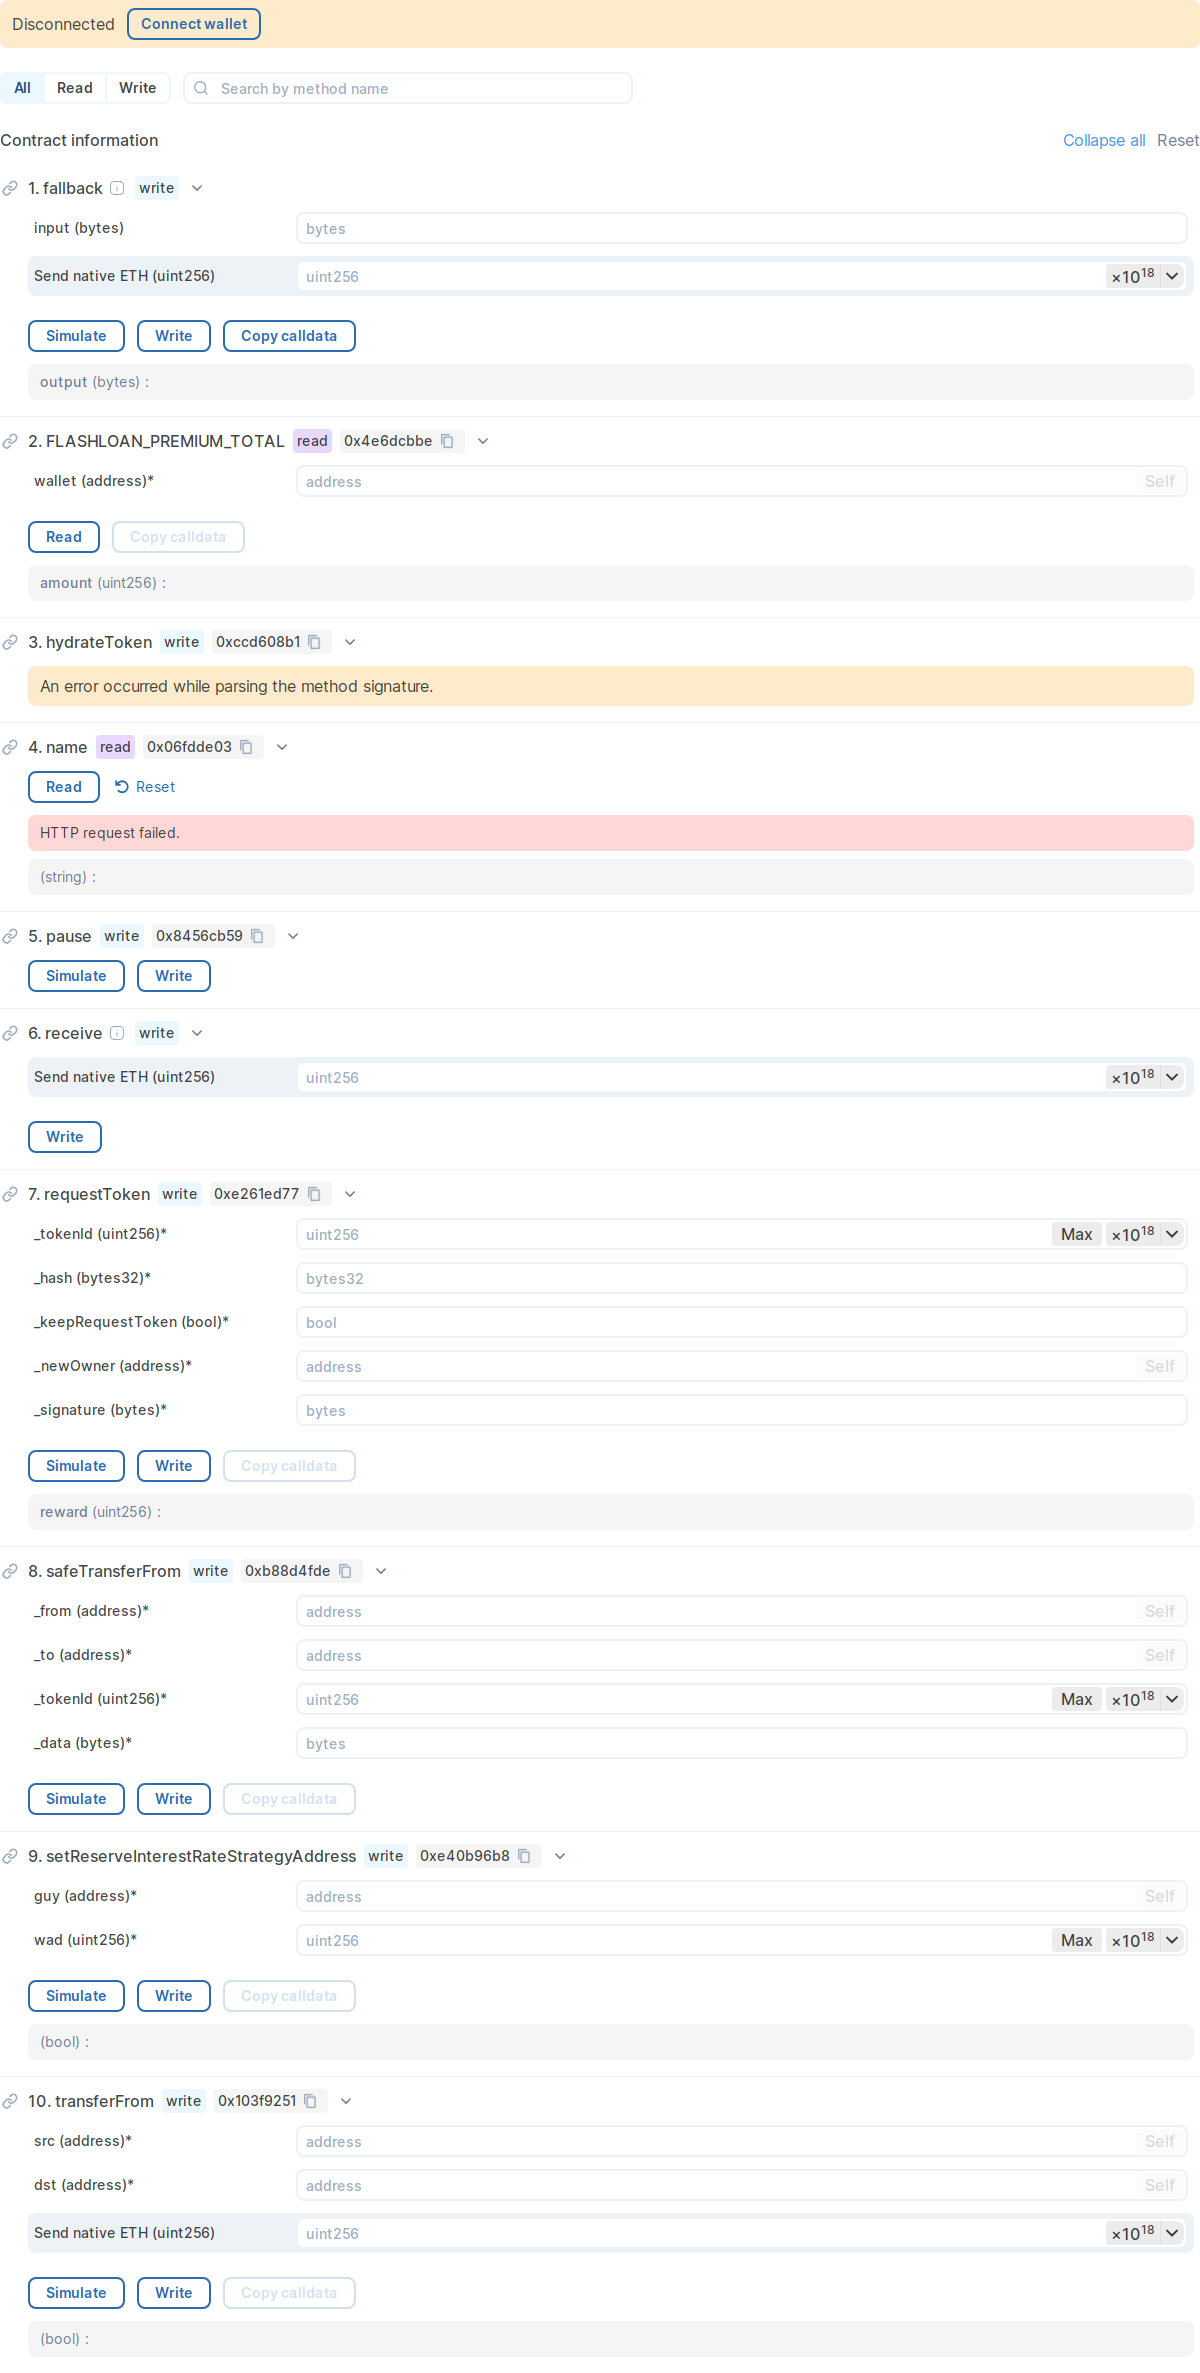 Disconnected Connect wallet
All Read Write Search by method name
Contract information Collapse all Reset
1. fallback i write
input (bytes) bytes
Send native ETH (uint256) uint256 ×10^18
Simulate Write Copy calldata
output (bytes) :
2. FLASHLOAN_PREMIUM_TOTAL read 0x4e6dcbbe
wallet (address)* address Self
Read Copy calldata
amount (uint256) :
3. hydrateToken write 0xccd608b1
An error occurred while parsing the method signature.
4. name read 0x06fdde03
Read Reset
HTTP request failed.
(string) :
5. pause write 0x8456cb59
Simulate Write
6. receive i write
Send native ETH (uint256) uint256 ×10^18
Write
7. requestToken write 0xe261ed77
_tokenId (uint256)* uint256 Max ×10^18
_hash (bytes32)* bytes32
_keepRequestToken (bool)* bool
_newOwner (address)* address Self
_signature (bytes)* bytes
Simulate Write Copy calldata
reward (uint256) :
8. safeTransferFrom write 0xb88d4fde
_from (address)* address Self
_to (address)* address Self
_tokenId (uint256)* uint256 Max ×10^18
_data (bytes)* bytes
Simulate Write Copy calldata
9. setReserveInterestRateStrategyAddress write 0xe40b96b8
guy (address)* address Self
wad (uint256)* uint256 Max ×10^18
Simulate Write Copy calldata
(bool) :
10. transferFrom write 0x103f9251
src (address)* address Self
dst (address)* address Self
Send native ETH (uint256) uint256 ×10^18
Simulate Write Copy calldata
(bool) :